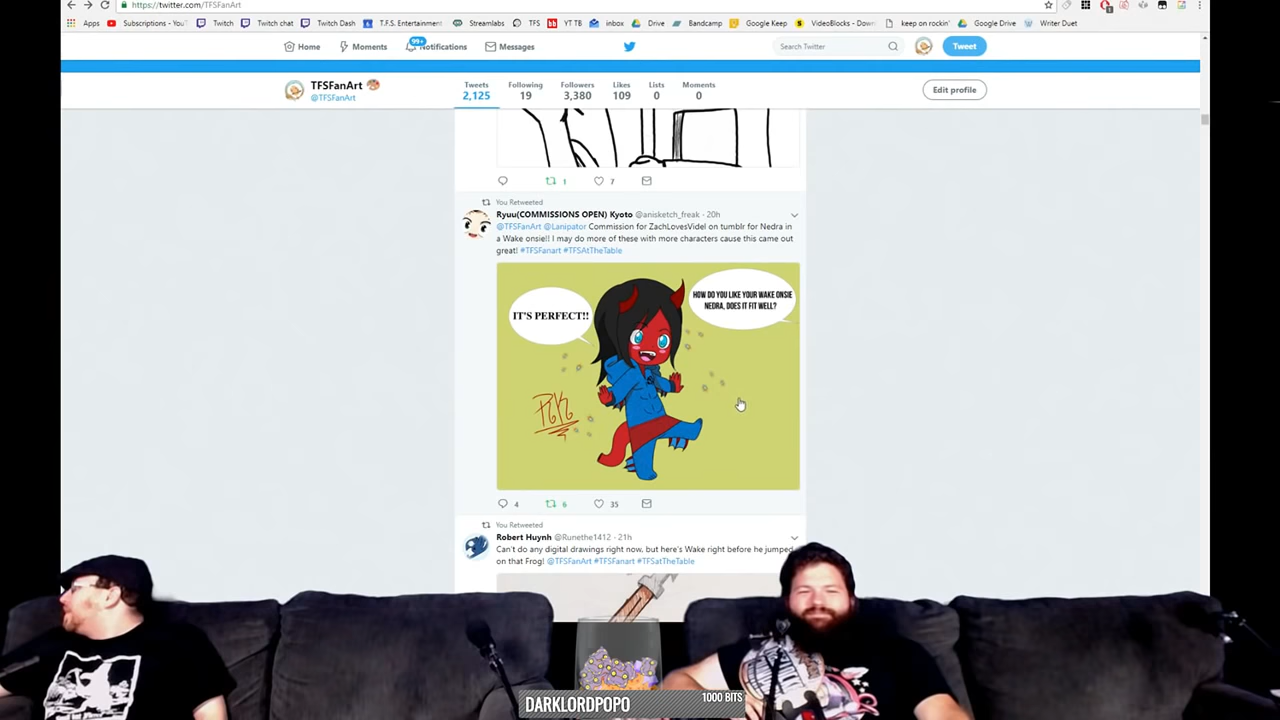 https://twitter.com/TFSFanArt
Apps Subscriptions - You Twitch Twitch chat Twitch Dash T.F.S. Entertainment Streamlabs TFS YT TB inbox Drive Bandcamp Google Keep VideoBlocks - Down keep on rockin' Google Drive Writer Duet
Home Moments 99+ Notifications Messages Search Twitter Tweet
TFSFanArt
@TFSFanArt
Tweets Following Followers Likes Lists Moments
2,125 19 3,380 109 0 0
Edit profile
1 7
You Retweeted
Ryuu(COMMISSIONS OPEN) Kyoto @anisketch_freak · 20h
@TFSFanArt @Lanipator Commission for ZachLovesVidel on tumblr for Nedra in
a Wake onsie!! I may do more of these with more characters cause this came out
great! #TFSFanart #TFSAtTheTable
IT'S PERFECT!!
HOW DO YOU LIKE YOUR WAKE ONSIE
NEDRA, DOES IT FIT WELL?
4 6 35
You Retweeted
Robert Huynh @Runethe1412 · 21h
Can't do any digital drawings right now, but here's Wake right before he jumped
on that Frog! @TFSFanArt #TFSFanart #TFSatTheTable
DARKLORDPOPO 1000 BITS